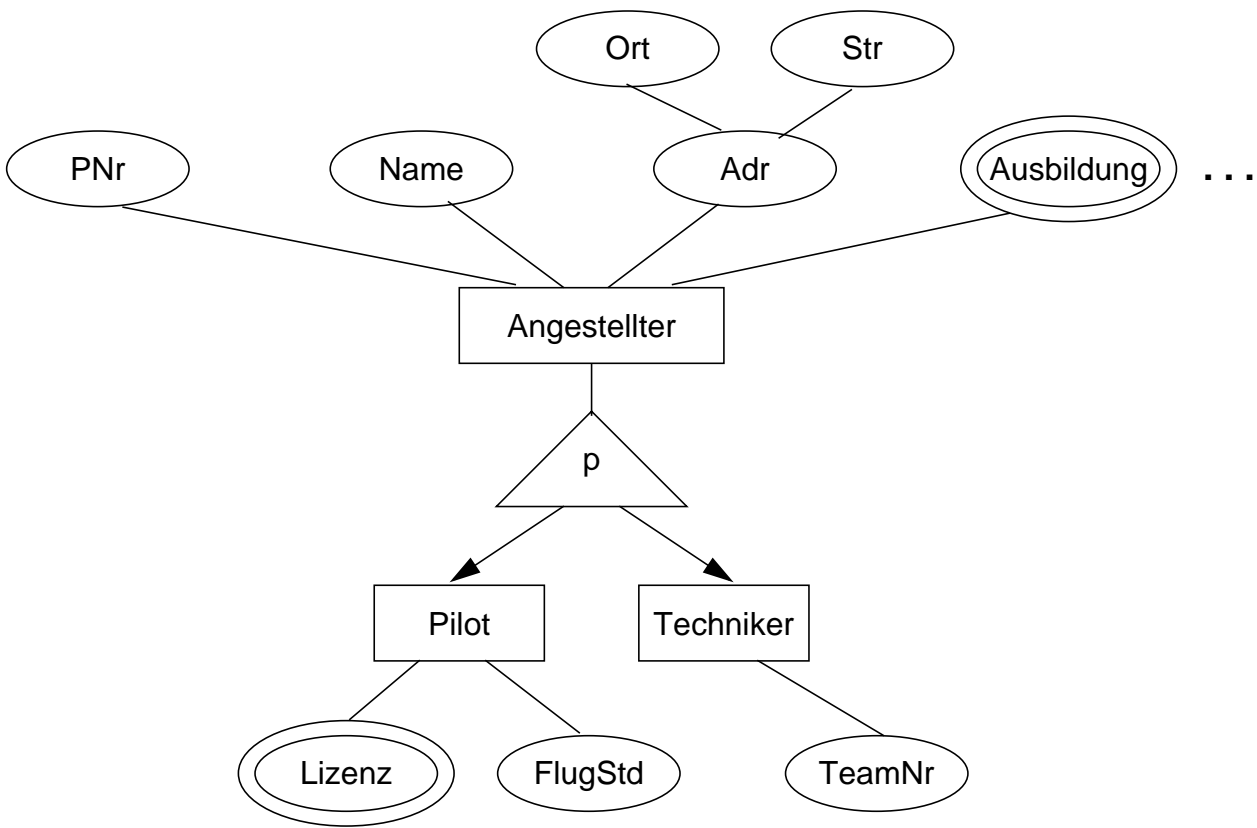 Ort Str
PNr Name Adr Ausbildung ...
Angestellter
p
Pilot Techniker
Lizenz FlugStd TeamNr